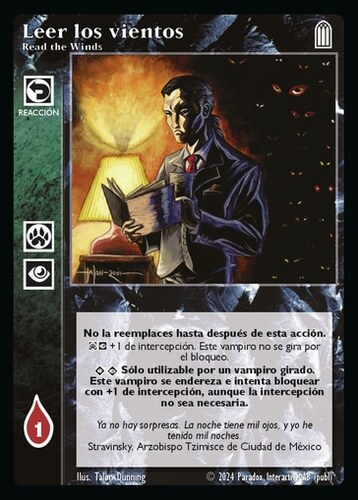 Leer los vientos
Read the Winds
REACCIÓN
No la reemplaces hasta después de esta acción.
+1 de intercepción. Este vampiro no se gira por
el bloqueo.
Sólo utilizable por un vampiro girado.
Este vampiro se endereza e intenta bloquear
con +1 de intercepción, aunque la intercepción
no sea necesaria.
Ya no hay sorpresas. La noche tiene mil ojos, y yo he
tenido mil noches.
Stravinsky, Arzobispo Tzimisce de Ciudad de México
1
Ilus. Talon Dunning
© 2024 Paradox Interactive AB (publ)